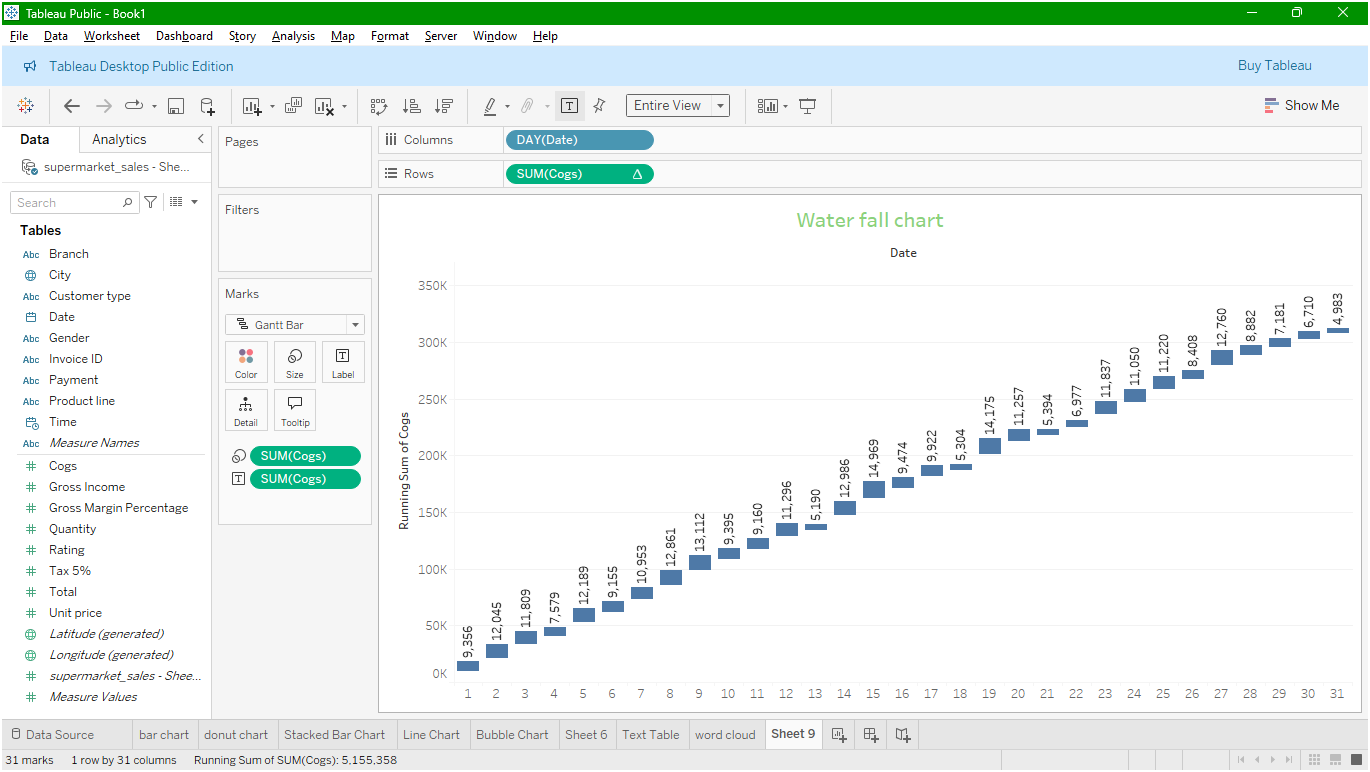 Tableau Public - Book1
File Data Worksheet Dashboard Story Analysis Map Format Server Window Help
Tableau Desktop Public Edition
Buy Tableau
Entire View
Show Me
Data
Analytics
supermarket_sales - She...
Search
Tables
Abc Branch
City
Abc Customer type
Date
Abc Gender
Abc Invoice ID
Abc Payment
Abc Product line
Time
Abc Measure Names
Cogs
Gross Income
Gross Margin Percentage
Quantity
Rating
Tax 5%
Total
Unit price
Latitude (generated)
Longitude (generated)
supermarket_sales - Shee...
Measure Values
Pages
Filters
Marks
Gantt Bar
Color Size Label
Detail Tooltip
SUM(Cogs)
SUM(Cogs)
Columns DAY(Date)
Rows SUM(Cogs)
Water fall chart
Date
Running Sum of Cogs
350K
300K
250K
200K
150K
100K
50K
0K
9,356
12,045
11,809
7,579
12,189
9,155
10,953
12,861
13,112
9,395
9,160
11,296
5,190
12,986
14,969
9,474
9,922
5,304
14,175
11,257
5,394
6,977
11,837
11,050
11,220
8,408
12,760
8,882
7,181
6,710
4,983
1 2 3 4 5 6 7 8 9 10 11 12 13 14 15 16 17 18 19 20 21 22 23 24 25 26 27 28 29 30 31
Data Source bar chart donut chart Stacked Bar Chart Line Chart Bubble Chart Sheet 6 Text Table word cloud Sheet 9
31 marks 1 row by 31 columns Running Sum of SUM(Cogs): 5,155,358